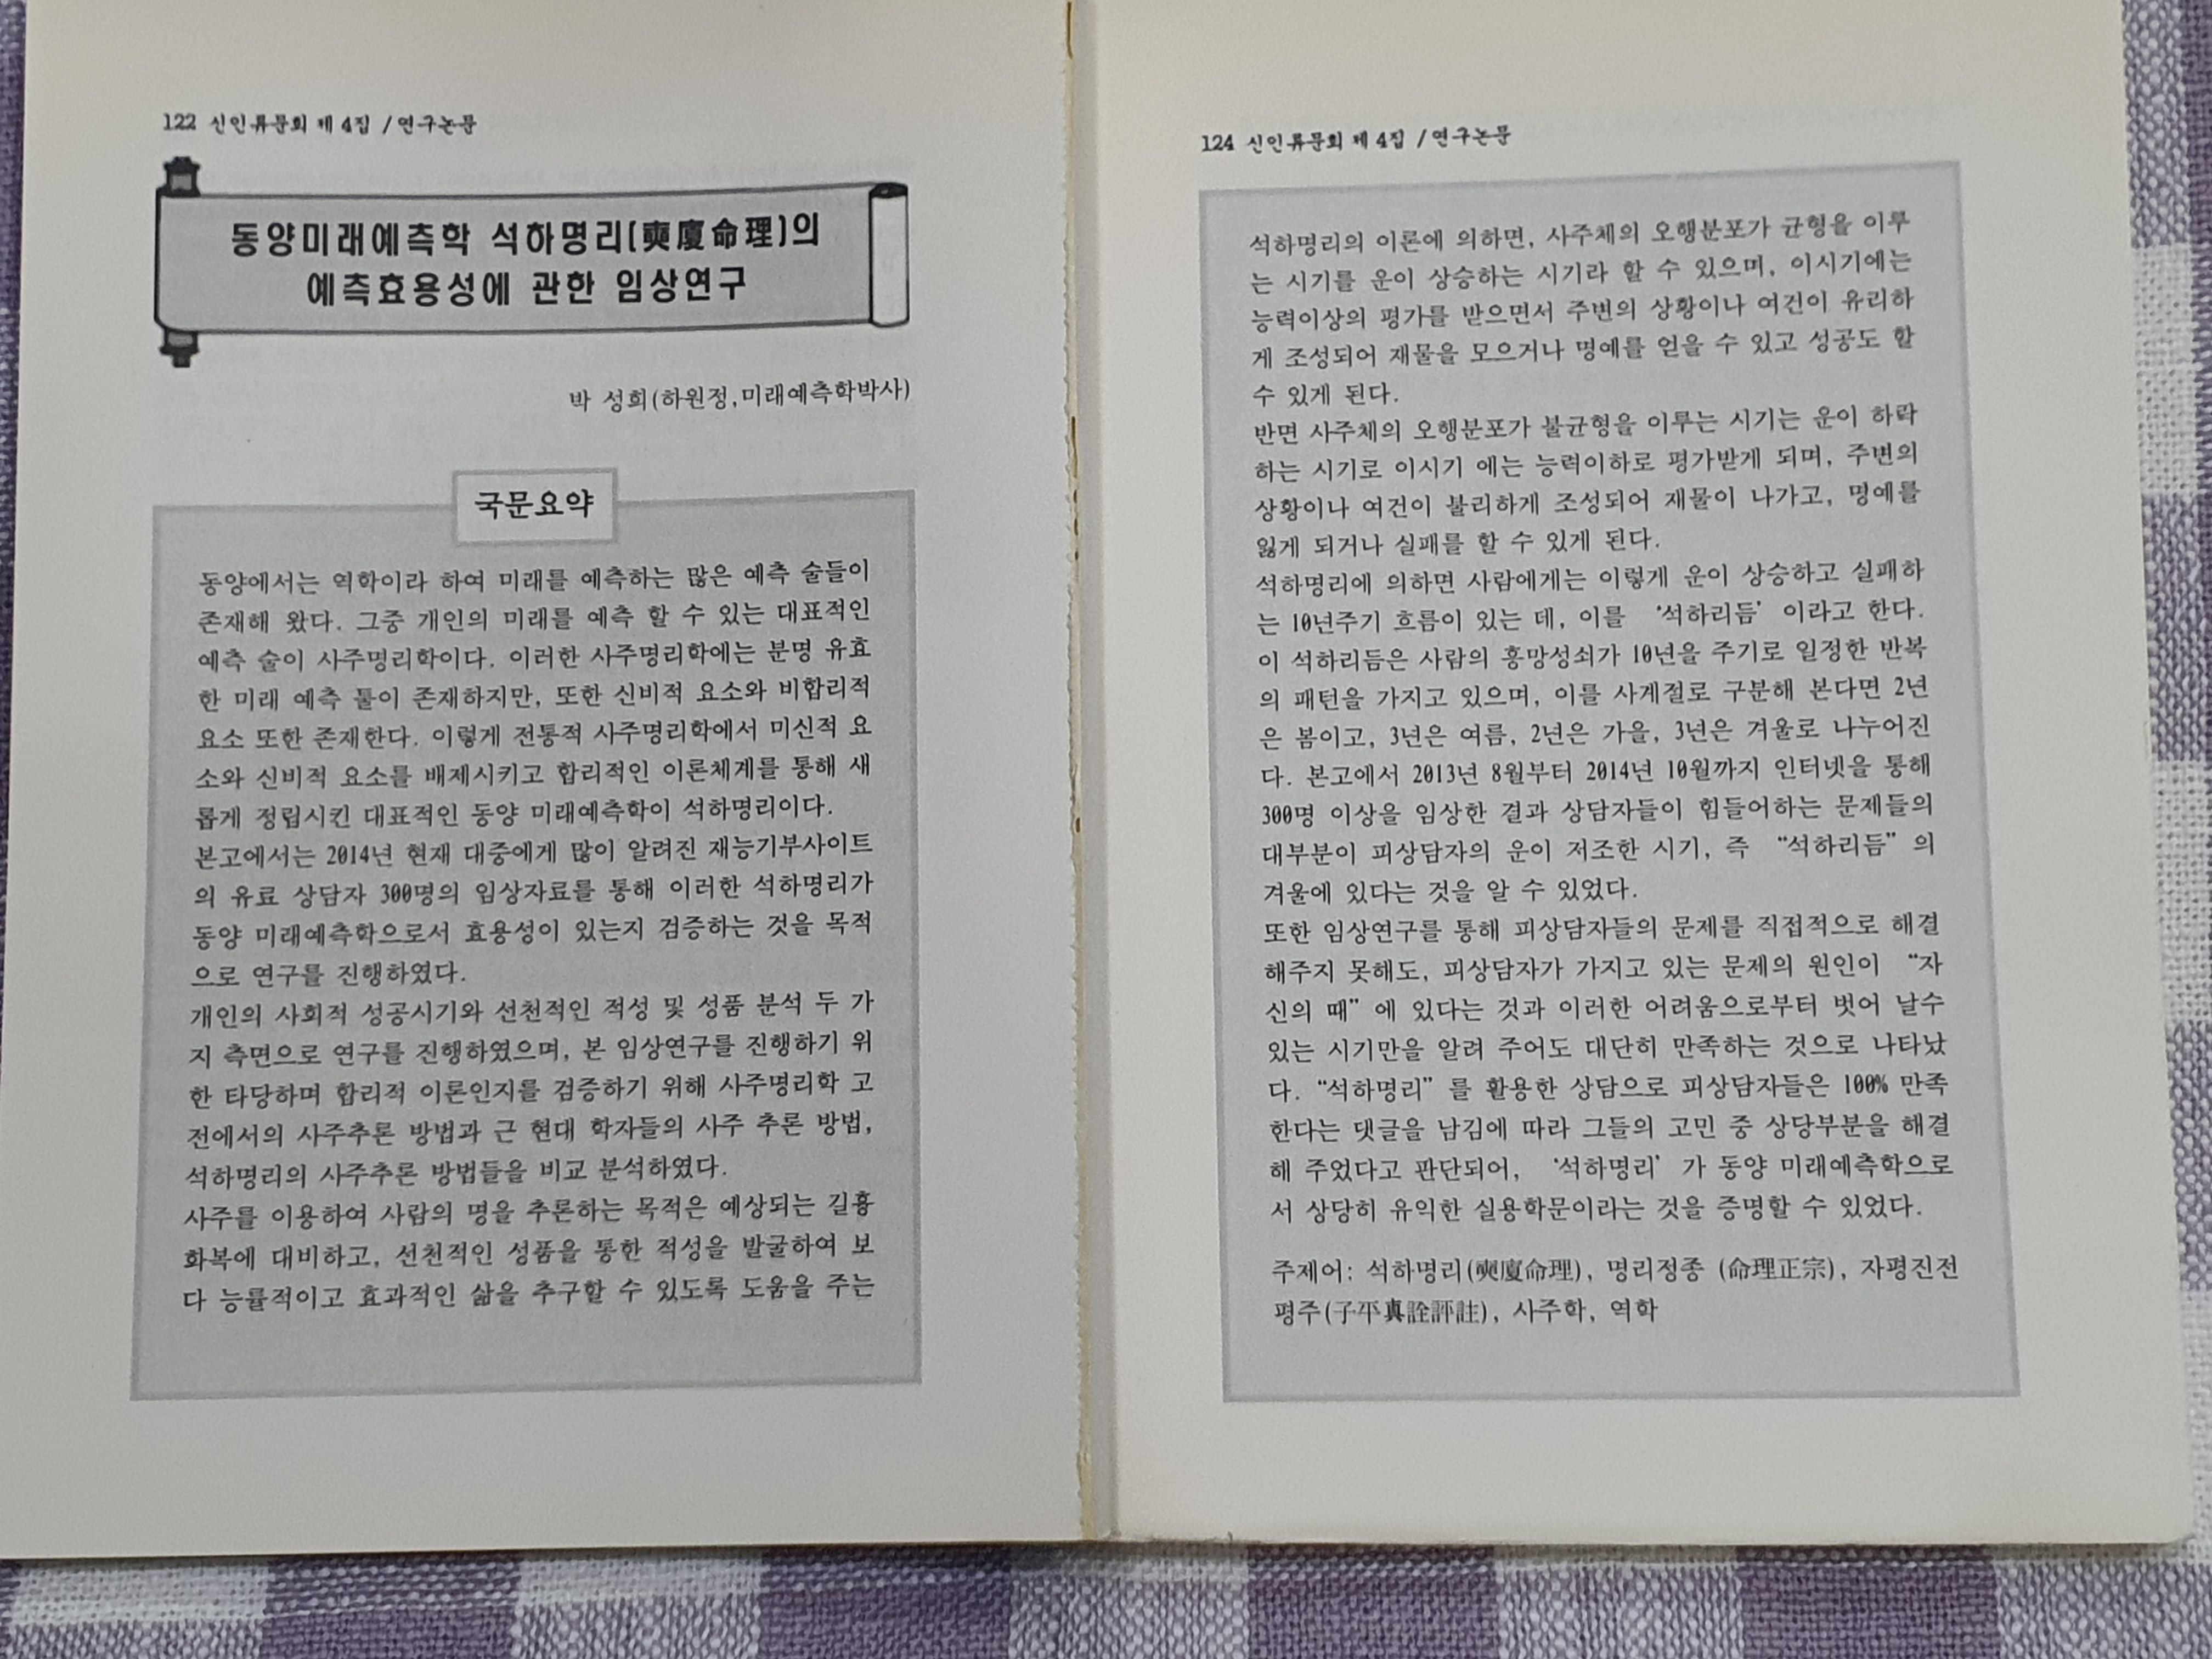 122 신인류문회 제 4집 / 연구논문
동양미래예측학 석하명리(奭廈命理)의
예측효용성에 관한 임상연구
박 성희(하원정,미래예측학박사)
국문요약
동양에서는 역학이라 하여 미래를 예측하는 많은 예측 술들이
존재해 왔다. 그중 개인의 미래를 예측 할 수 있는 대표적인
예측 술이 사주명리학이다. 이러한 사주명리학에는 분명 유효
한 미래 예측 툴이 존재하지만, 또한 신비적 요소와 비합리적
요소 또한 존재한다. 이렇게 전통적 사주명리학에서 미신적 요
소와 신비적 요소를 배제시키고 합리적인 이론체계를 통해 새
롭게 정립시킨 대표적인 동양 미래예측학이 석하명리이다.
본고에서는 2014년 현재 대중에게 많이 알려진 재능기부사이트
의 유료 상담자 300명의 임상자료를 통해 이러한 석하명리가
동양 미래예측학으로서 효용성이 있는지 검증하는 것을 목적
으로 연구를 진행하였다.
개인의 사회적 성공시기와 선천적인 적성 및 성품 분석 두 가
지 측면으로 연구를 진행하였으며, 본 임상연구를 진행하기 위
한 타당하며 합리적 이론인지를 검증하기 위해 사주명리학 고
전에서의 사주추론 방법과 근 현대 학자들의 사주 추론 방법,
석하명리의 사주추론 방법들을 비교 분석하였다.
사주를 이용하여 사람의 명을 추론하는 목적은 예상되는 길흉
화복에 대비하고, 선천적인 성품을 통한 적성을 발굴하여 보
다 능률적이고 효과적인 삶을 추구할 수 있도록 도움을 주는
124 신인류문회 제 4집 / 연구논문
석하명리의 이론에 의하면, 사주체의 오행분포가 균형을 이루
는 시기를 운이 상승하는 시기라 할 수 있으며, 이시기에는
능력이상의 평가를 받으면서 주변의 상황이나 여건이 유리하
게 조성되어 재물을 모으거나 명예를 얻을 수 있고 성공도 할
수 있게 된다.
반면 사주체의 오행분포가 불균형을 이루는 시기는 운이 하락
하는 시기로 이시기 에는 능력이하로 평가받게 되며, 주변의
상황이나 여건이 불리하게 조성되어 재물이 나가고, 명예를
잃게 되거나 실패를 할 수 있게 된다.
석하명리에 의하면 사람에게는 이렇게 운이 상승하고 실패하
는 10년주기 흐름이 있는 데, 이를 ‘석하리듬’ 이라고 한다.
이 석하리듬은 사람의 흥망성쇠가 10년을 주기로 일정한 반복
의 패턴을 가지고 있으며, 이를 사계절로 구분해 본다면 2년
은 봄이고, 3년은 여름, 2년은 가을, 3년은 겨울로 나누어진
다. 본고에서 2013년 8월부터 2014년 10월까지 인터넷을 통해
300명 이상을 임상한 결과 상담자들이 힘들어하는 문제들의
대부분이 피상담자의 운이 저조한 시기, 즉 “석하리듬” 의
겨울에 있다는 것을 알 수 있었다.
또한 임상연구를 통해 피상담자들의 문제를 직접적으로 해결
해주지 못해도, 피상담자가 가지고 있는 문제의 원인이 “자
신의 때” 에 있다는 것과 이러한 어려움으로부터 벗어 날수
있는 시기만을 알려 주어도 대단히 만족하는 것으로 나타났
다. “석하명리” 를 활용한 상담으로 피상담자들은 100% 만족
한다는 댓글을 남김에 따라 그들의 고민 중 상당부분을 해결
해 주었다고 판단되어, ‘석하명리’ 가 동양 미래예측학으로
서 상당히 유익한 실용학문이라는 것을 증명할 수 있었다.
주제어: 석하명리(奭廈命理), 명리정종 (命理正宗), 자평진전
평주(子平真詮評註), 사주학, 역학